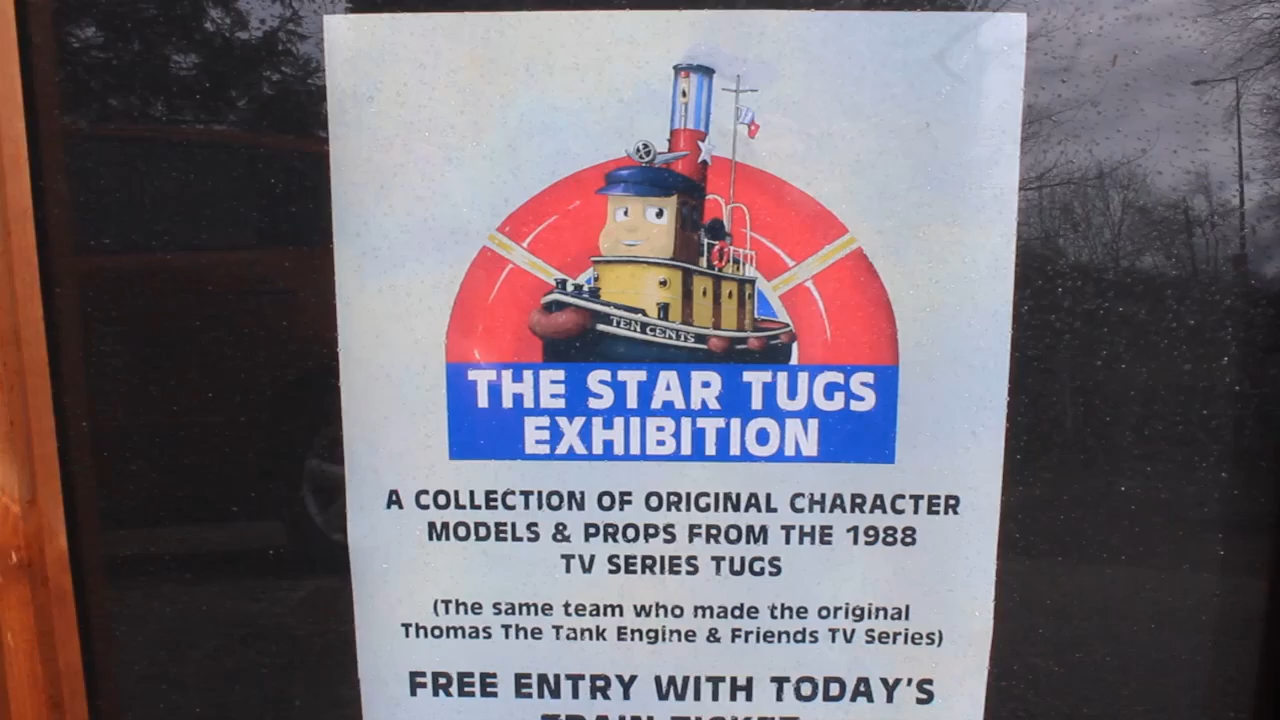 TEN CENTS
THE STAR TUGS
EXHIBITION
A COLLECTION OF ORIGINAL CHARACTER
MODELS & PROPS FROM THE 1988
TV SERIES TUGS
(The same team who made the original
Thomas The Tank Engine & Friends TV Series)
FREE ENTRY WITH TODAY'S